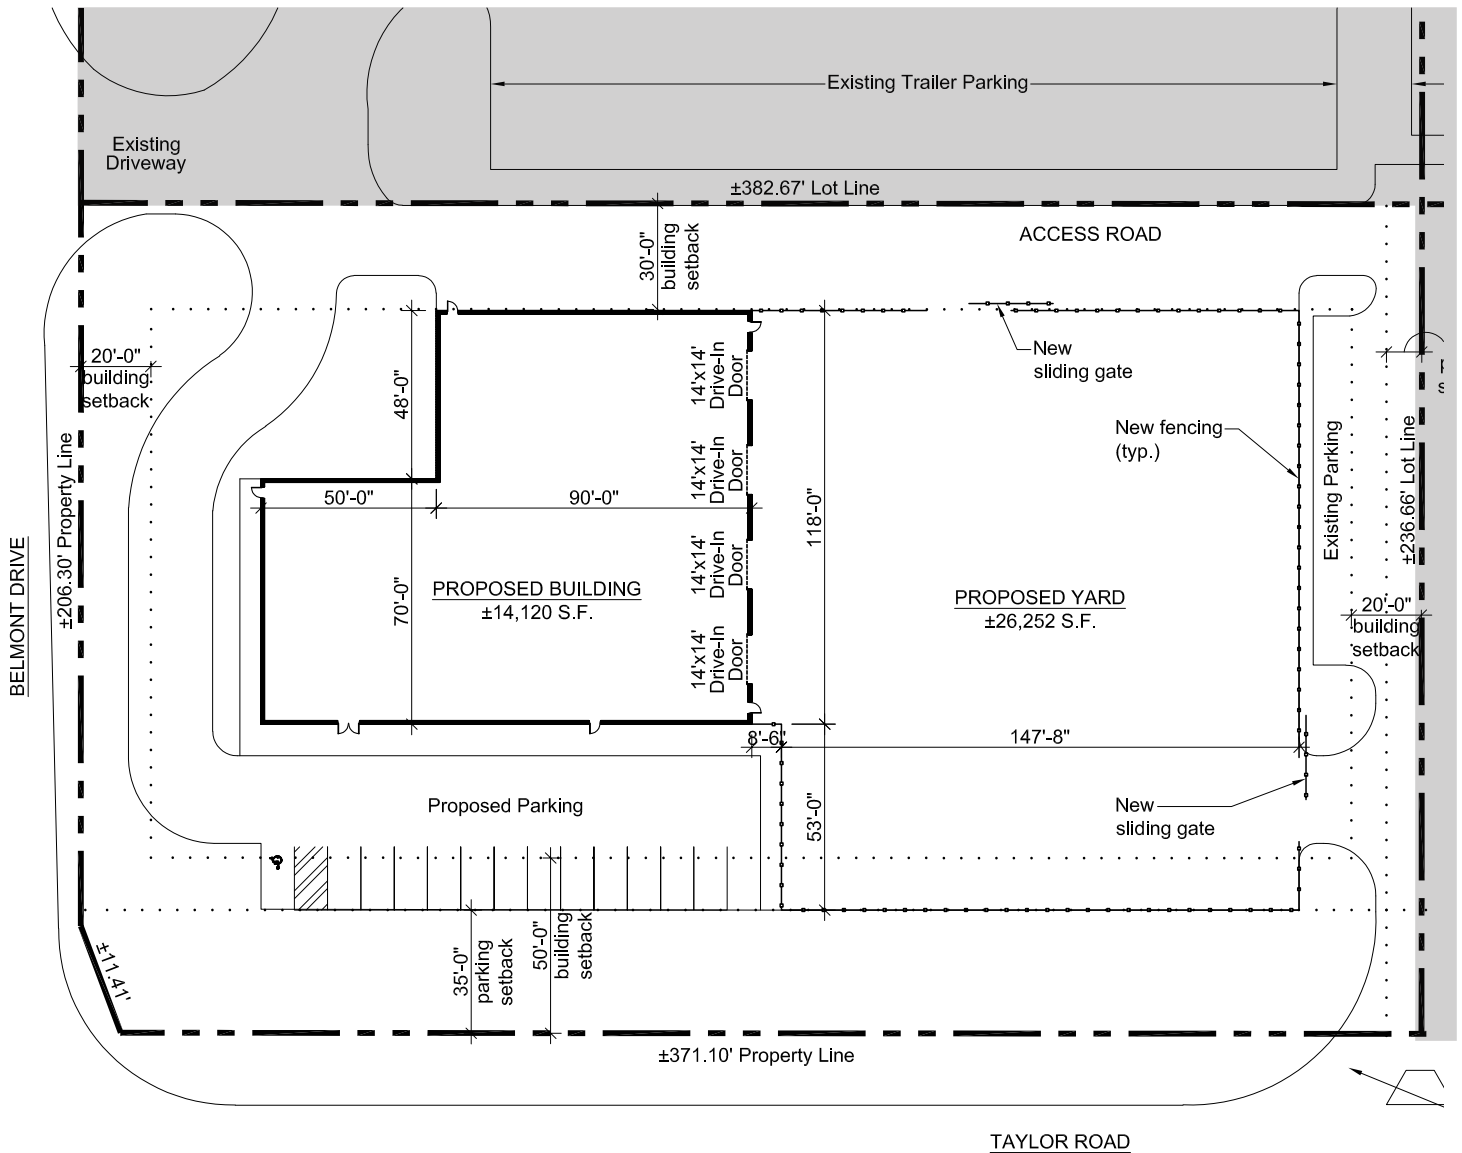 Existing Trailer Parking
Existing
Driveway
±382.67' Lot Line
ACCESS ROAD
30'-0"
building
setback
20'-0"
building
setback
48'-0"
14'x14'
Drive-In
Door
New
sliding gate
New fencing
(typ.)
Existing Parking
±236.66' Lot Line
±206.30' Property Line
BELMONT DRIVE
50'-0"
90'-0"
14'x14'
Drive-In
Door
118'-0"
70'-0"
PROPOSED BUILDING
±14,120 S.F.
14'x14'
Drive-In
Door
PROPOSED YARD
±26,252 S.F.
20'-0"
building
setback
14'x14'
Drive-In
Door
8'-6"
147'-8"
Proposed Parking
53'-0"
New
sliding gate
±11.41'
35'-0"
parking
setback
50'-0"
building
setback
±371.10' Property Line
TAYLOR ROAD